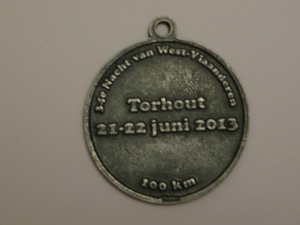 34e Nacht van West-Vlaanderen
Torhout
21-22 juni 2013
100 km